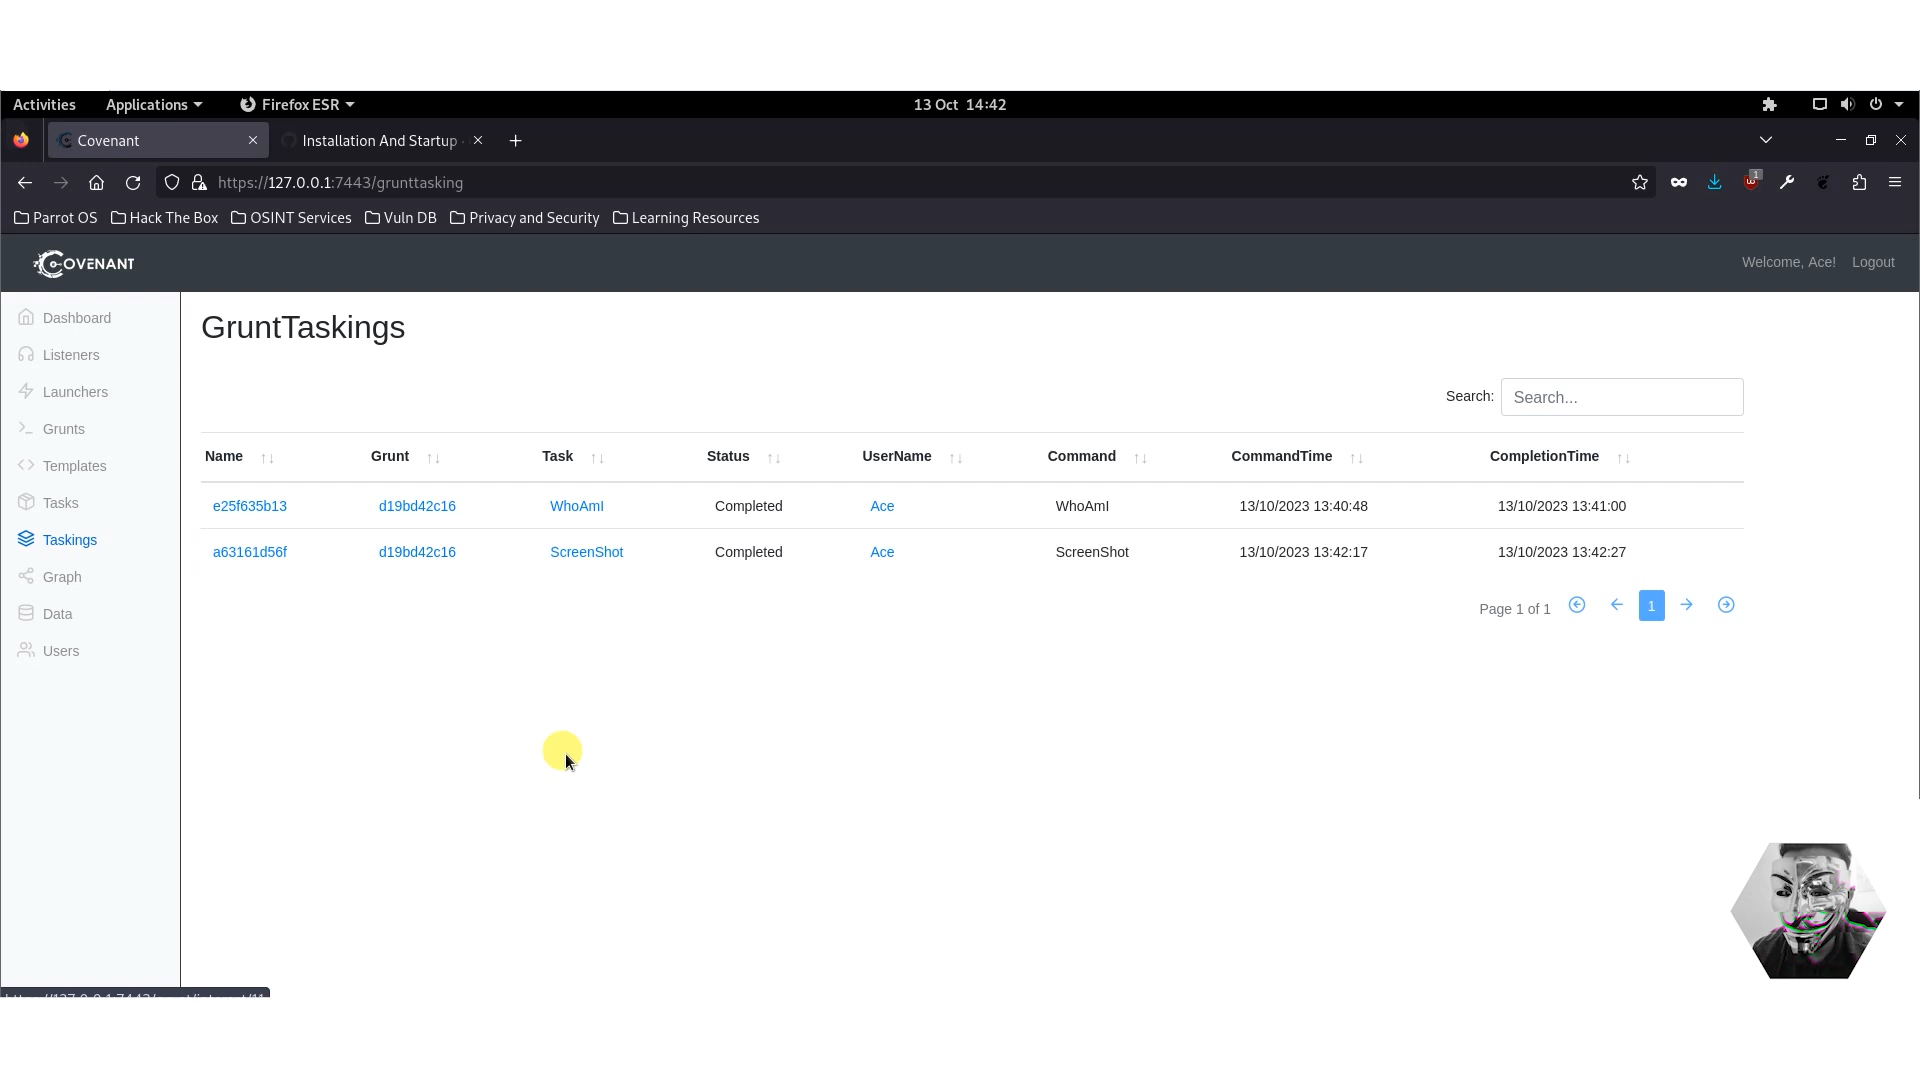 Activities Applications Firefox ESR 13 Oct 14:42
Covenant Installation And Startup ·
https://127.0.0.1:7443/grunttasking 1
Parrot OS Hack The Box OSINT Services Vuln DB Privacy and Security Learning Resources
COVENANT Welcome, Ace! Logout
Dashboard
Listeners
Launchers
Grunts
Templates
Tasks
Taskings
Graph
Data
Users
GruntTaskings
Search: Search...
Name Grunt Task Status UserName Command CommandTime CompletionTime
e25f635b13 d19bd42c16 WhoAmI Completed Ace WhoAmI 13/10/2023 13:40:48 13/10/2023 13:41:00
a63161d56f d19bd42c16 ScreenShot Completed Ace ScreenShot 13/10/2023 13:42:17 13/10/2023 13:42:27
Page 1 of 1 1